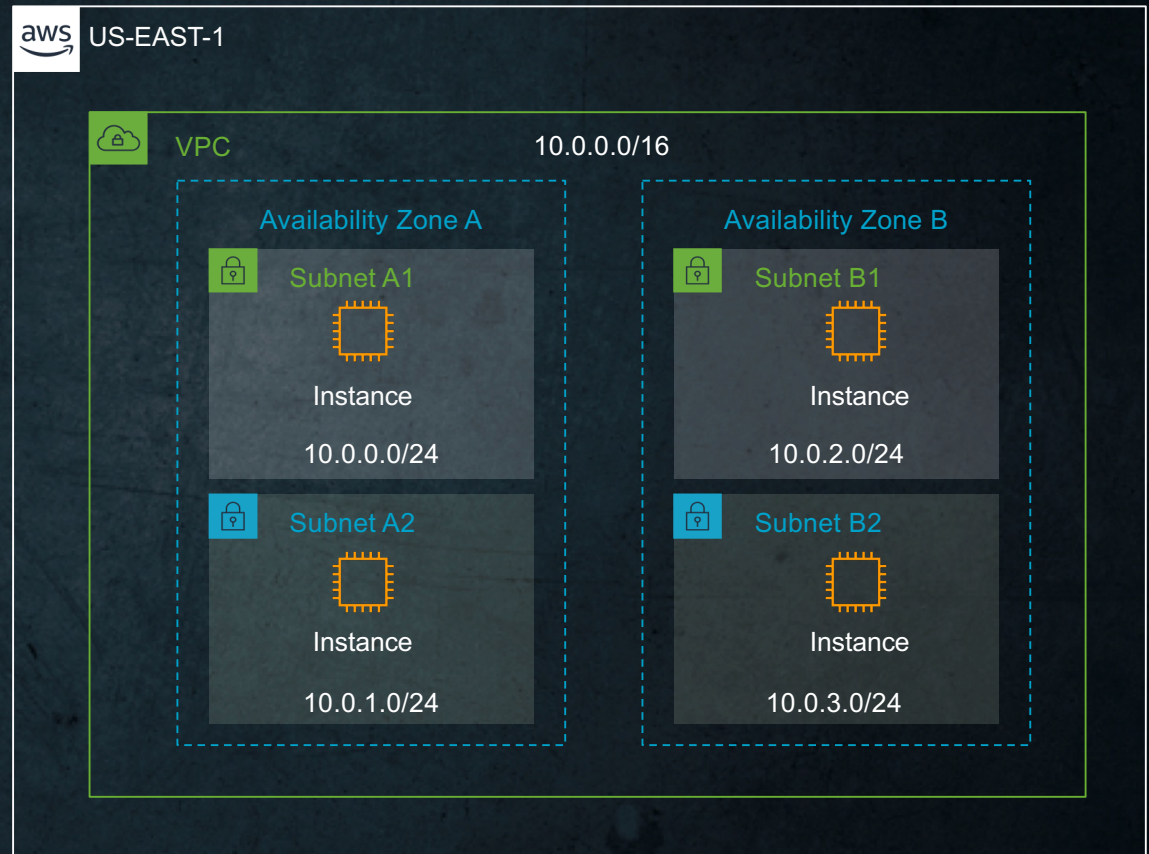 aws US-EAST-1
VPC 10.0.0.0/16
Availability Zone A
Subnet A1
Instance
10.0.0.0/24
Subnet A2
Instance
10.0.1.0/24
Availability Zone B
Subnet B1
Instance
10.0.2.0/24
Subnet B2
Instance
10.0.3.0/24